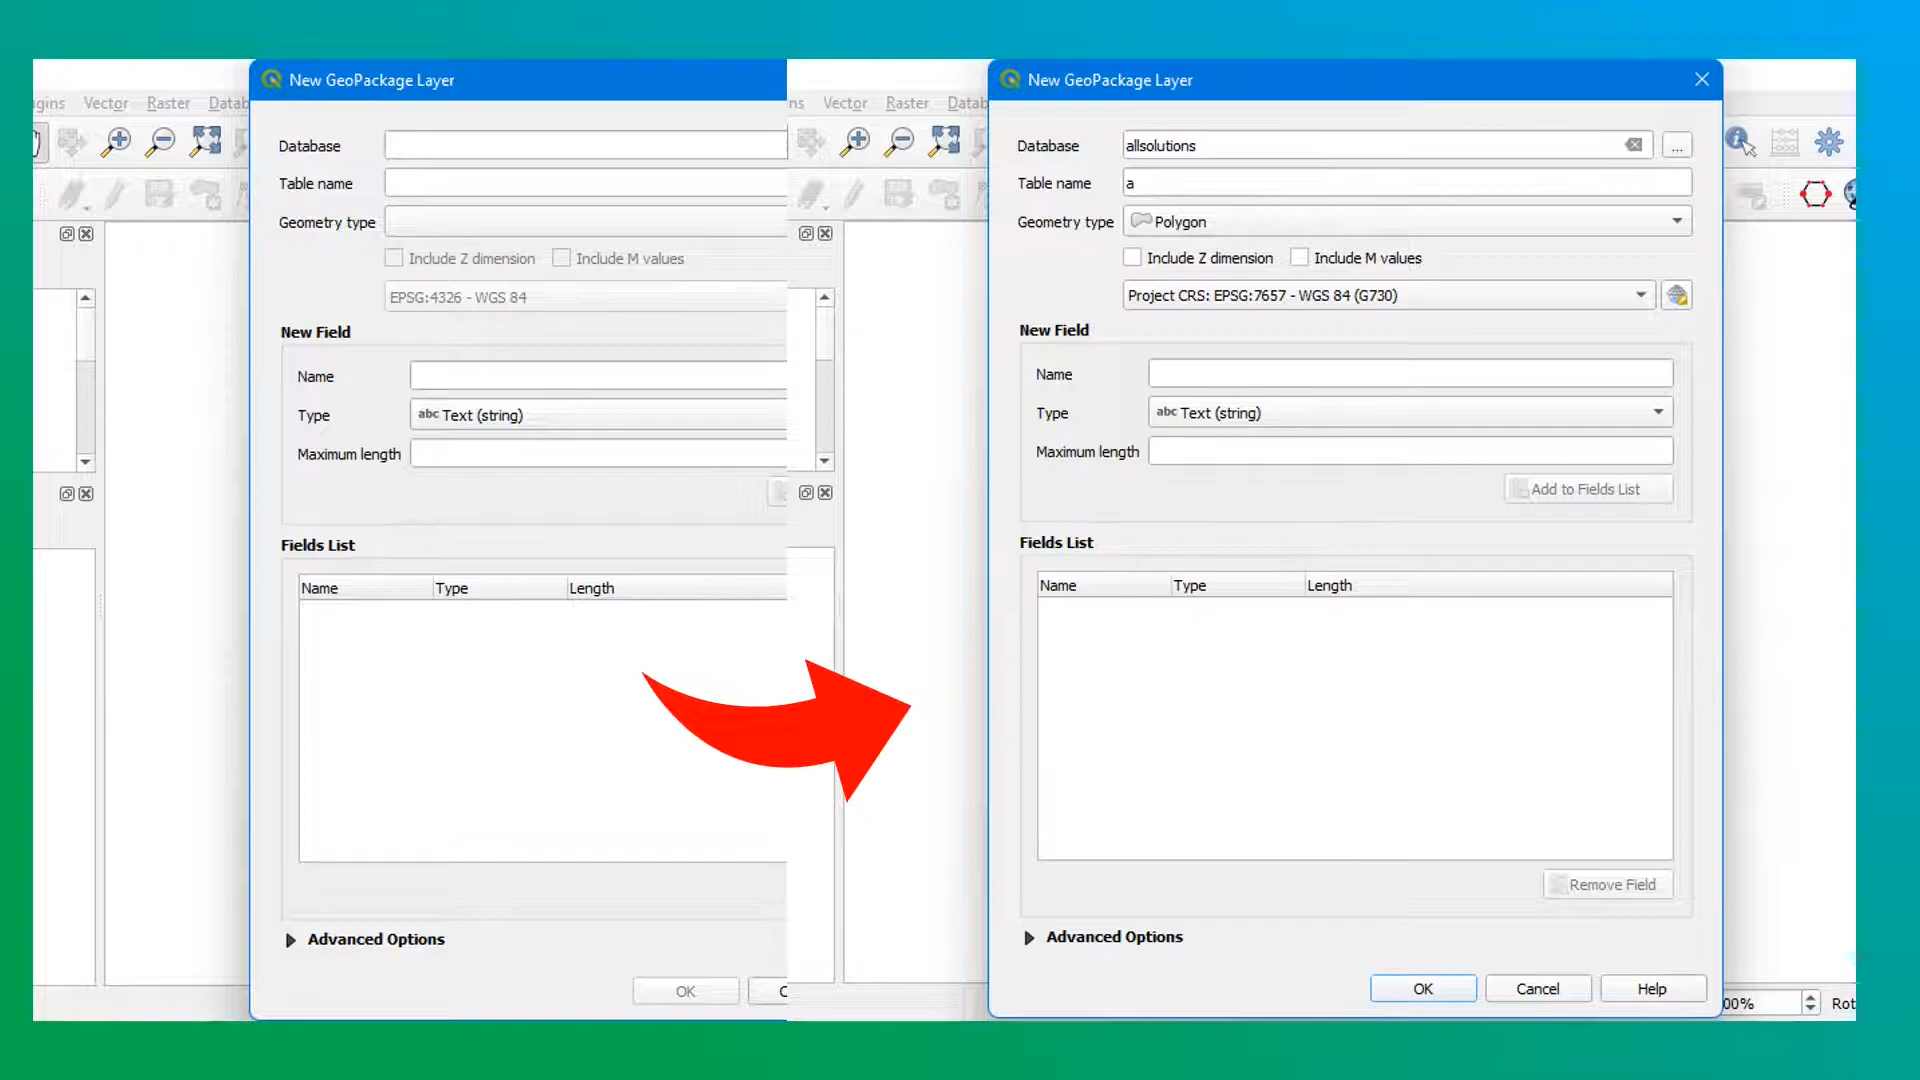 New GeoPackage Layer
gins Vector Raster Datab
Database
Table name
Geometry type
Include Z dimension Include M values
EPSG:4326 - WGS 84
New Field
Name
Type abc Text (string)
Maximum length
Fields List
Name Type Length
Advanced Options
OK C
New GeoPackage Layer
ns Vector Raster Datab
Database allsolutions ...
Table name a
Geometry type Polygon
Include Z dimension Include M values
Project CRS: EPSG:7657 - WGS 84 (G730)
New Field
Name
Type abc Text (string)
Maximum length
Add to Fields List
Fields List
Name Type Length
Remove Field
Advanced Options
OK Cancel Help
00% Rot